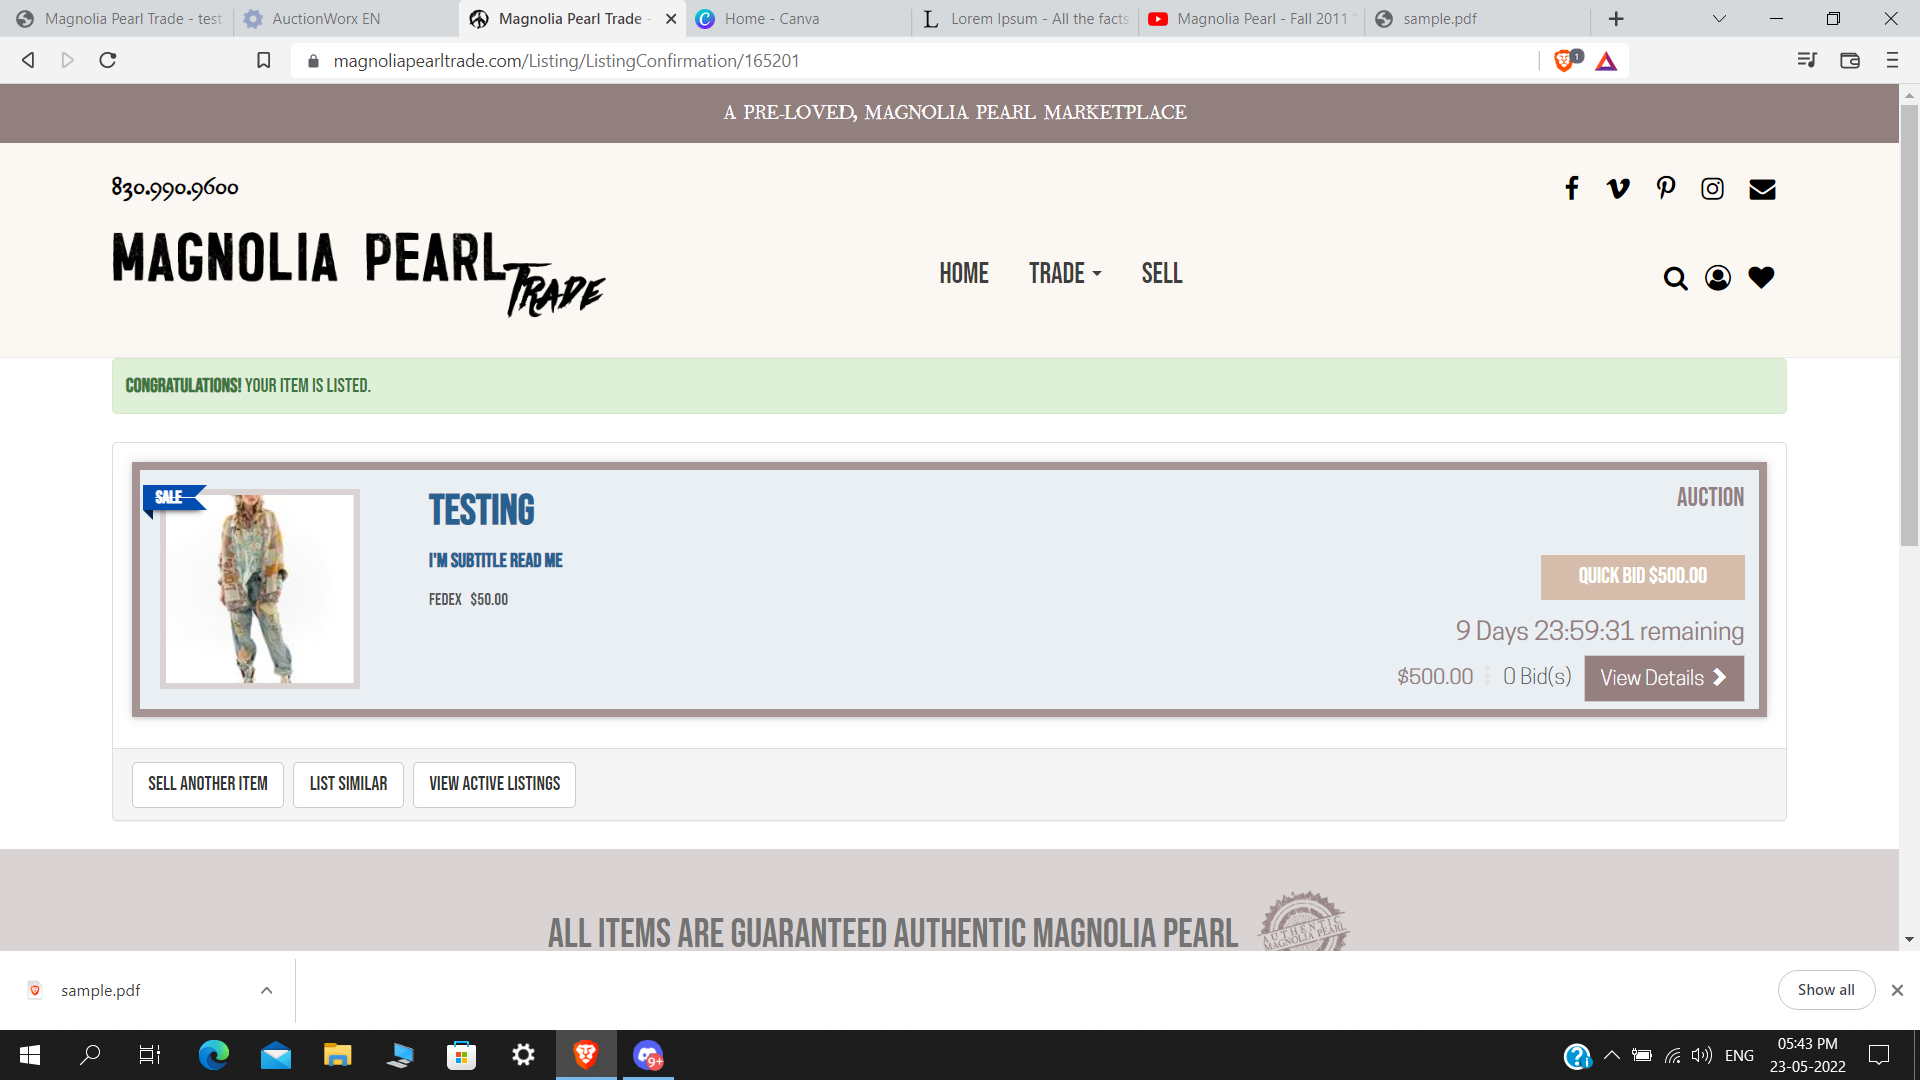 Magnolia Pearl Trade - test
AuctionWorx EN
Magnolia Pearl Trade -
Home - Canva
Lorem Ipsum - All the facts
Magnolia Pearl - Fall 2011 "
sample.pdf
magnoliapearltrade.com/Listing/ListingConfirmation/165201
1
A PRE-LOVED, MAGNOLIA PEARL MARKETPLACE
830.990.9600
MAGNOLIA PEARL
TRADE
HOME
TRADE
SELL
CONGRATULATIONS! YOUR ITEM IS LISTED.
SALE
TESTING
AUCTION
I'M SUBTITLE READ ME
QUICK BID $500.00
FEDEX $50.00
9 Days 23:59:31 remaining
$500.00
0 Bid(s)
View Details
SELL ANOTHER ITEM
LIST SIMILAR
VIEW ACTIVE LISTINGS
ALL ITEMS ARE GUARANTEED AUTHENTIC MAGNOLIA PEARL
AUTHENTIC
MAGNOLIA PEARL
sample.pdf
Show all
9+
ENG
05:43 PM
23-05-2022